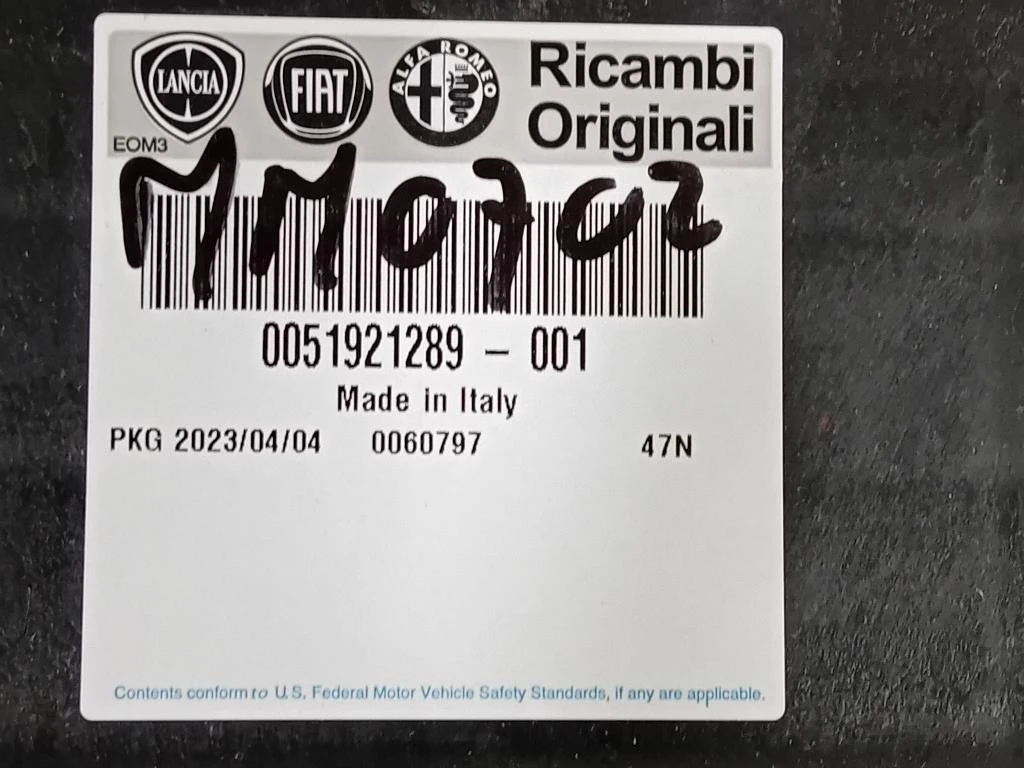 LANCIA
FIAT
ALFA ROMEO
Ricambi
Originali
EOM3
MM0702
0051921289 – 001
Made in Italy
PKG 2023/04/04 0060797 47N
Contents conform to U.S. Federal Motor Vehicle Safety Standards, if any are applicable.